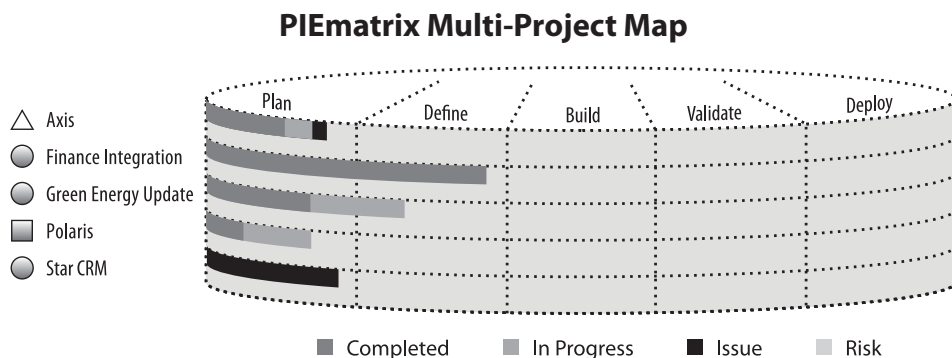 PIEmatrix Multi-Project Map
Plan
Define
Build
Validate
Deploy
Axis
Finance Integration
Green Energy Update
Polaris
Star CRM
Completed
In Progress
Issue
Risk